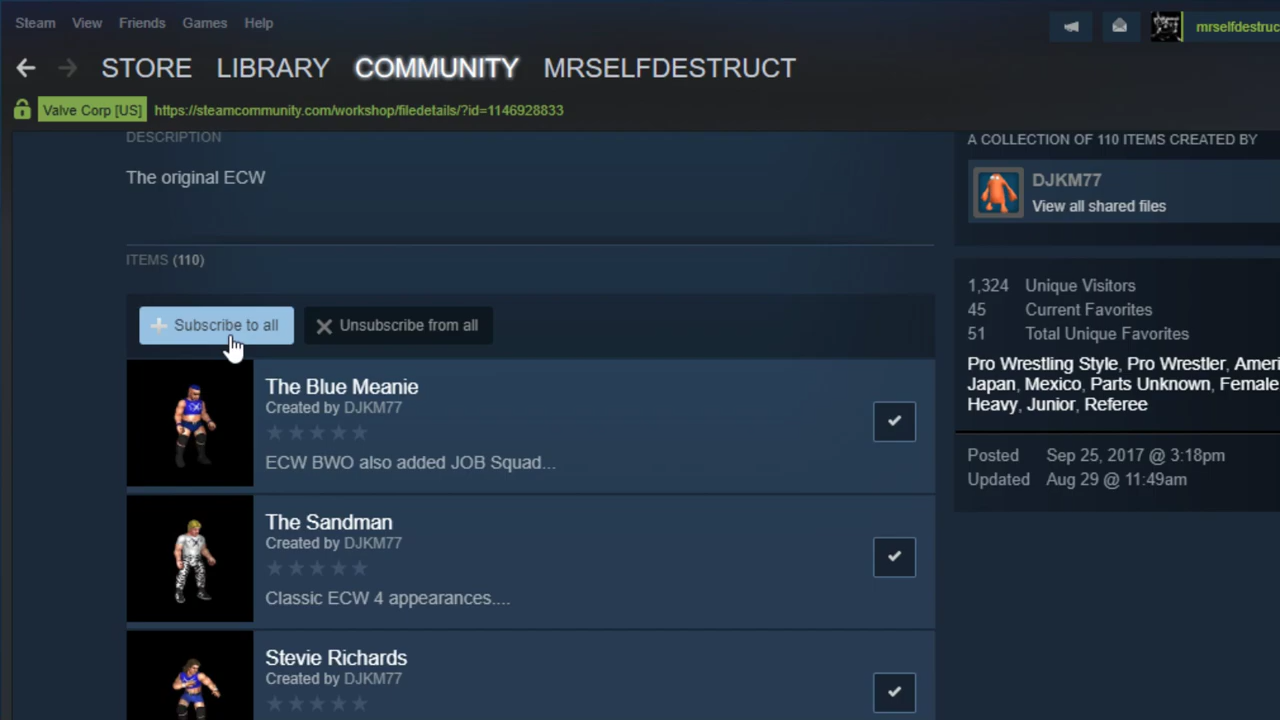 Steam View Friends Games Help
mrselfdestruc
STORE LIBRARY COMMUNITY MRSELFDESTRUCT
Valve Corp [US] https://steamcommunity.com/workshop/filedetails/?id=1146928833
DESCRIPTION
The original ECW
ITEMS (110)
Subscribe to all
Unsubscribe from all
The Blue Meanie
Created by DJKM77
ECW BWO also added JOB Squad...
The Sandman
Created by DJKM77
Classic ECW 4 appearances....
Stevie Richards
Created by DJKM77
A COLLECTION OF 110 ITEMS CREATED BY
DJKM77
View all shared files
1,324 Unique Visitors
45 Current Favorites
51 Total Unique Favorites
Pro Wrestling Style, Pro Wrestler, Ameri
Japan, Mexico, Parts Unknown, Female
Heavy, Junior, Referee
Posted Sep 25, 2017 @ 3:18pm
Updated Aug 29 @ 11:49am